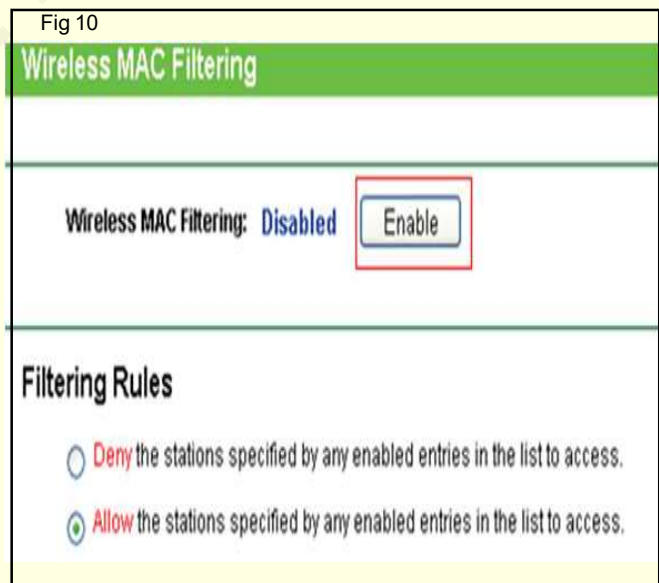 Fig 10
Wireless MAC Filtering
Wireless MAC Filtering: Disabled Enable
Filtering Rules
Deny the stations specified by any enabled entries in the list to access.
Allow the stations specified by any enabled entries in the list to access.